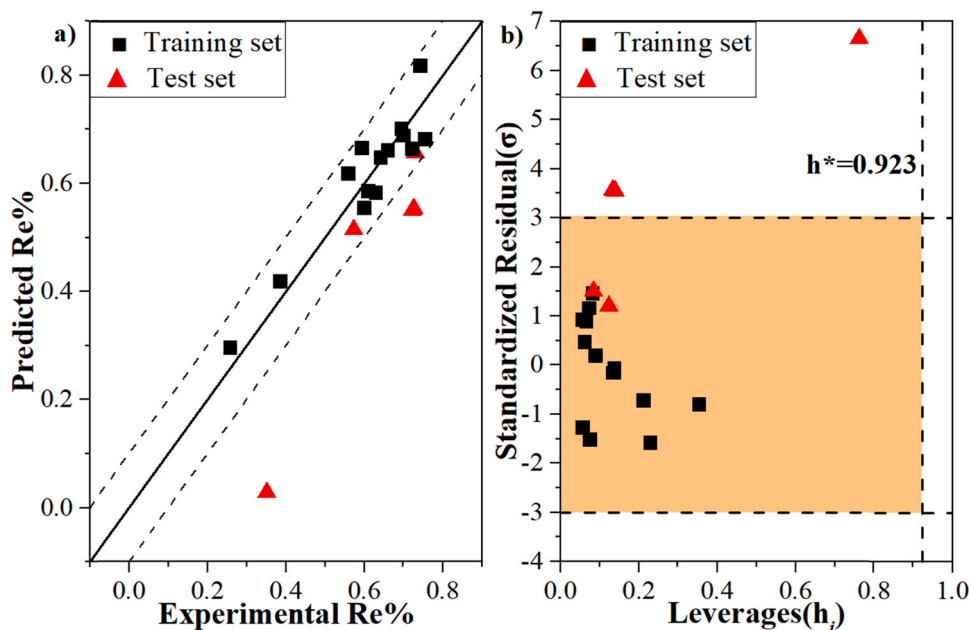 a)
Training set
Test set
Predicted Re%
0.8
0.6
0.4
0.2
0.0
0.0 0.2 0.4 0.6 0.8
Experimental Re%
b)
Training set
Test set
h*=0.923
Standardized Residual(σ)
7
6
5
4
3
2
1
0
-1
-2
-3
-4
0.0 0.2 0.4 0.6 0.8 1.0
Leverages(hi)